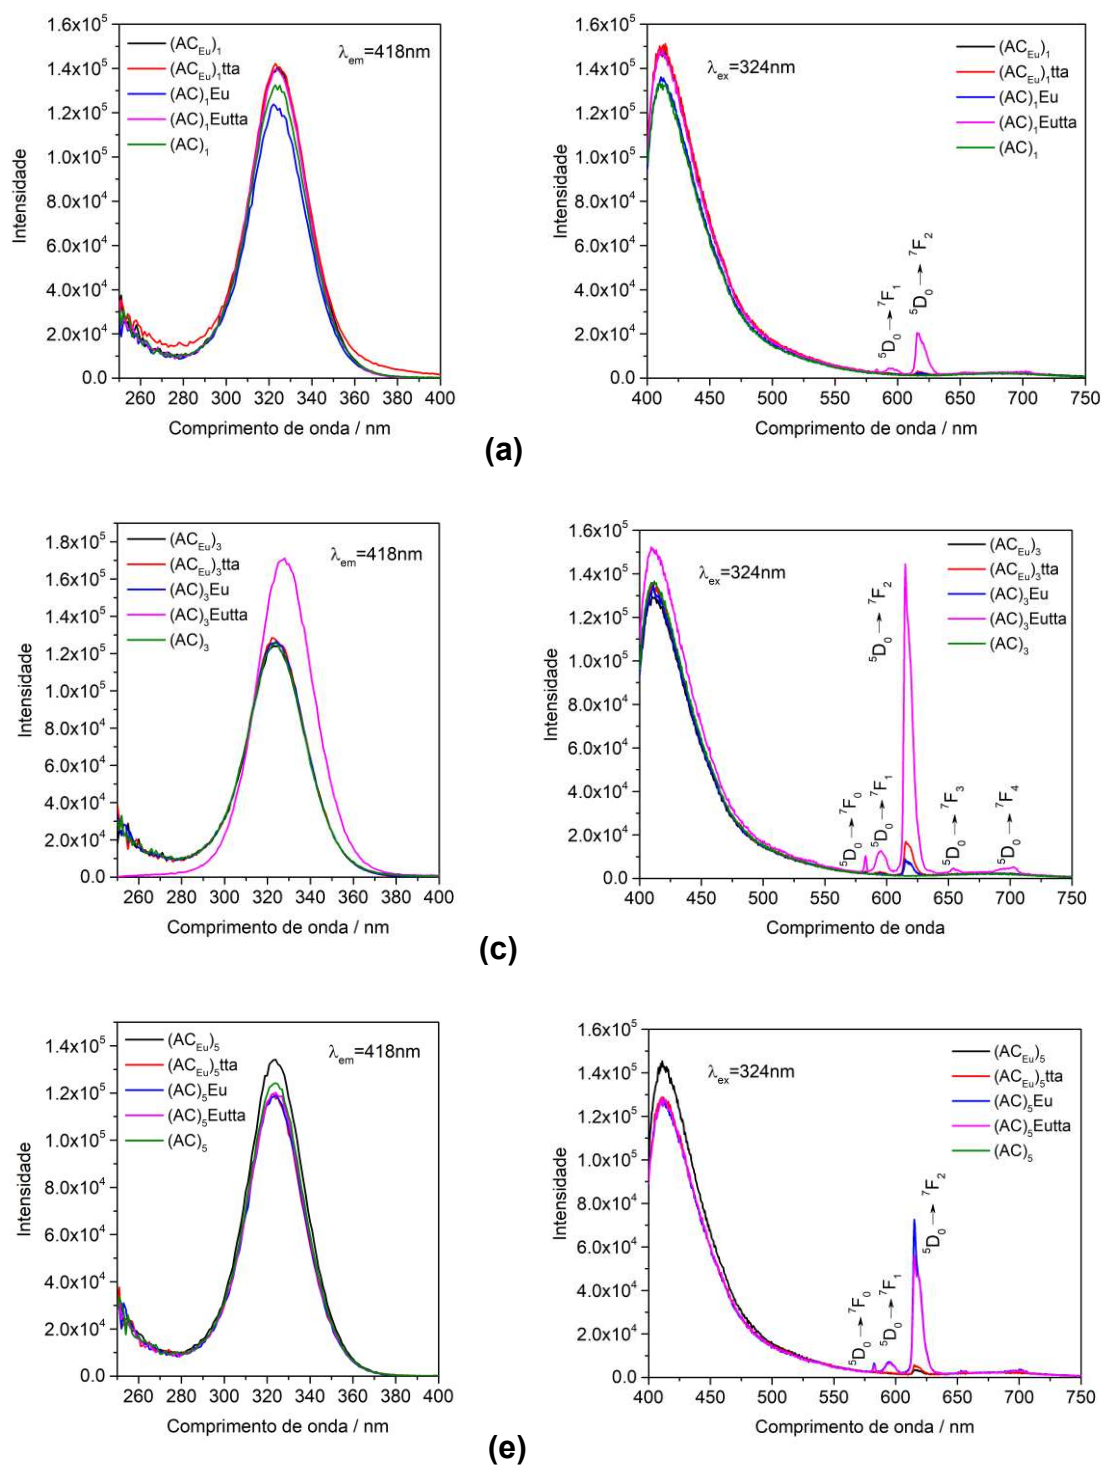 1.6x10⁵
1.4x10⁵
1.2x10⁵
1.0x10⁵
8.0x10⁴
6.0x10⁴
4.0x10⁴
2.0x10⁴
0.0
Intensidade
(AC_Eu)₁
(AC_Eu)₁tta
(AC)₁Eu
(AC)₁Eutta
(AC)₁
λ_em=418nm
260 280 300 320 340 360 380 400
Comprimento de onda / nm
1.6x10⁵
1.4x10⁵
1.2x10⁵
1.0x10⁵
8.0x10⁴
6.0x10⁴
4.0x10⁴
2.0x10⁴
0.0
Intensidade
λ_ex=324nm
(AC_Eu)₁
(AC_Eu)₁tta
(AC)₁Eu
(AC)₁Eutta
(AC)₁
⁵D₀→⁷F₁
⁵D₀→⁷F₂
400 450 500 550 600 650 700 750
Comprimento de onda / nm
(a)
1.8x10⁵
1.6x10⁵
1.4x10⁵
1.2x10⁵
1.0x10⁵
8.0x10⁴
6.0x10⁴
4.0x10⁴
2.0x10⁴
0.0
Intensidade
(AC_Eu)₃
(AC_Eu)₃tta
(AC)₃Eu
(AC)₃Eutta
(AC)₃
λ_em=418nm
260 280 300 320 340 360 380 400
Comprimento de onda / nm
1.6x10⁵
1.4x10⁵
1.2x10⁵
1.0x10⁵
8.0x10⁴
6.0x10⁴
4.0x10⁴
2.0x10⁴
0.0
Intensidade
λ_ex=324nm
(AC_Eu)₃
(AC_Eu)₃tta
(AC)₃Eu
(AC)₃Eutta
(AC)₃
⁵D₀→⁷F₀
⁵D₀→⁷F₁
⁵D₀→⁷F₂
⁵D₀→⁷F₃
⁵D₀→⁷F₄
400 450 500 550 600 650 700 750
Comprimento de onda
(c)
1.4x10⁵
1.2x10⁵
1.0x10⁵
8.0x10⁴
6.0x10⁴
4.0x10⁴
2.0x10⁴
0.0
Intensidade
(AC_Eu)₅
(AC_Eu)₅tta
(AC)₅Eu
(AC)₅Eutta
(AC)₅
λ_em=418nm
260 280 300 320 340 360 380 400
Comprimento de onda / nm
1.6x10⁵
1.4x10⁵
1.2x10⁵
1.0x10⁵
8.0x10⁴
6.0x10⁴
4.0x10⁴
2.0x10⁴
0.0
Intensidade
λ_ex=324nm
(AC_Eu)₅
(AC_Eu)₅tta
(AC)₅Eu
(AC)₅Eutta
(AC)₅
⁵D₀→⁷F₀
⁵D₀→⁷F₁
⁵D₀→⁷F₂
400 450 500 550 600 650 700 750
Comprimento de onda / nm
(e)